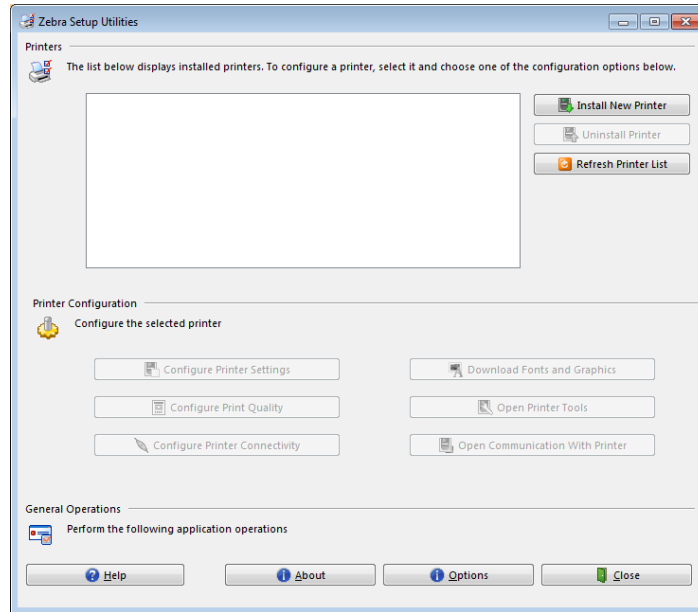 Zebra Setup Utilities
Printers
The list below displays installed printers. To configure a printer, select it and choose one of the configuration options below.
Install New Printer
Uninstall Printer
Refresh Printer List
Printer Configuration
Configure the selected printer
Configure Printer Settings
Download Fonts and Graphics
Configure Print Quality
Open Printer Tools
Configure Printer Connectivity
Open Communication With Printer
General Operations
Perform the following application operations
Help
About
Options
Close